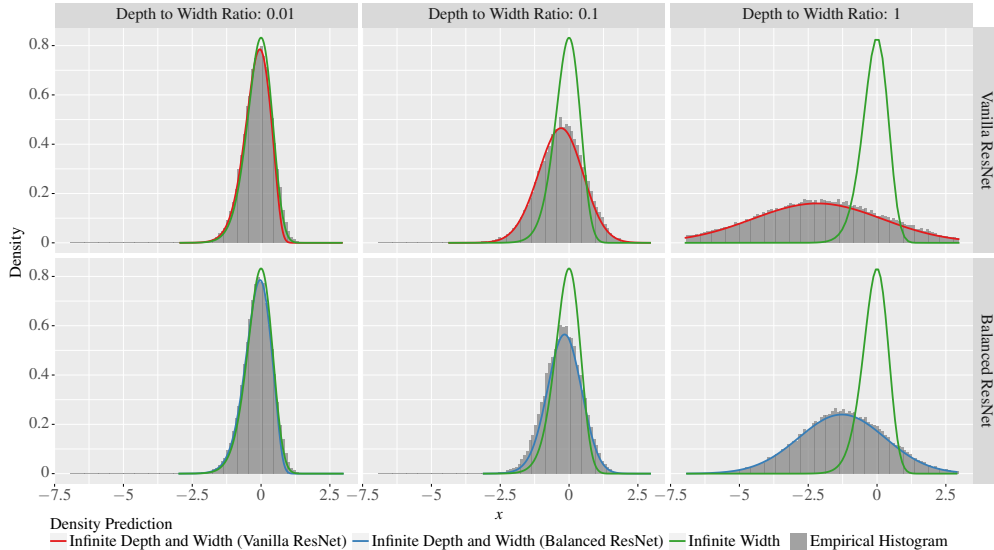 Depth to Width Ratio: 0.01
Depth to Width Ratio: 0.1
Depth to Width Ratio: 1
0.8
0.6
0.4
0.2
0
Vanilla ResNet
Density
0.8
0.6
0.4
0.2
0
Balanced ResNet
−7.5 −5 −2.5 0 2.5
−7.5 −5 −2.5 0 2.5
−7.5 −5 −2.5 0 2.5
x
Density Prediction
Infinite Depth and Width (Vanilla ResNet) Infinite Depth and Width (Balanced ResNet) Infinite Width Empirical Histogram